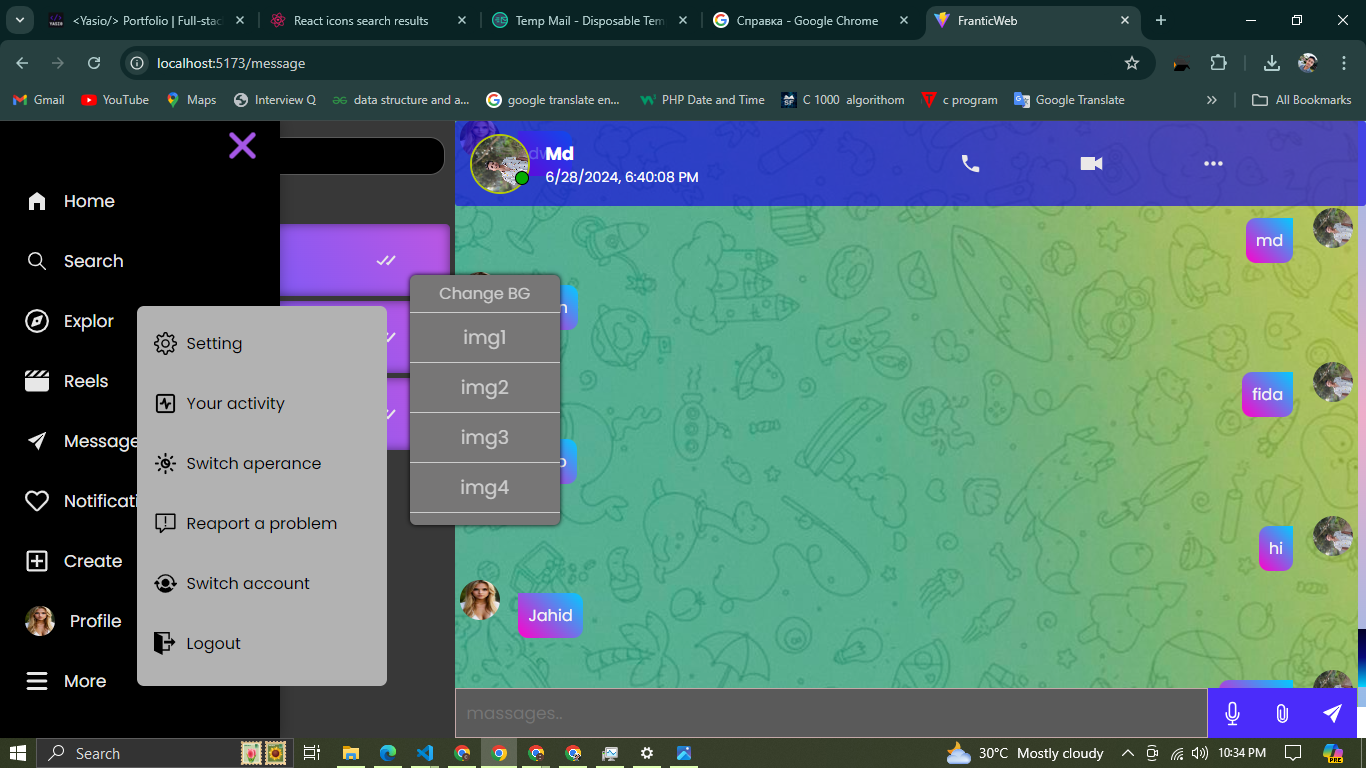 <Yasio/> Portfolio | Full-stac
React icons search results
Temp Mail - Disposable Tem
Справка - Google Chrome
FranticWeb
localhost:5173/message
Gmail
YouTube
Maps
Interview Q
data structure and a...
google translate en...
PHP Date and Time
C 1000 algorithom
c program
Google Translate
All Bookmarks
Home
Search
Explor
Reels
Message
Notificati
Create
Profile
More
Setting
Your activity
Switch aperance
Reaport a problem
Switch account
Logout
Change BG
img1
img2
img3
img4
Md
6/28/2024, 6:40:08 PM
md
fida
hi
Jahid
massages..
Search
30°C Mostly cloudy
10:34 PM
PRE